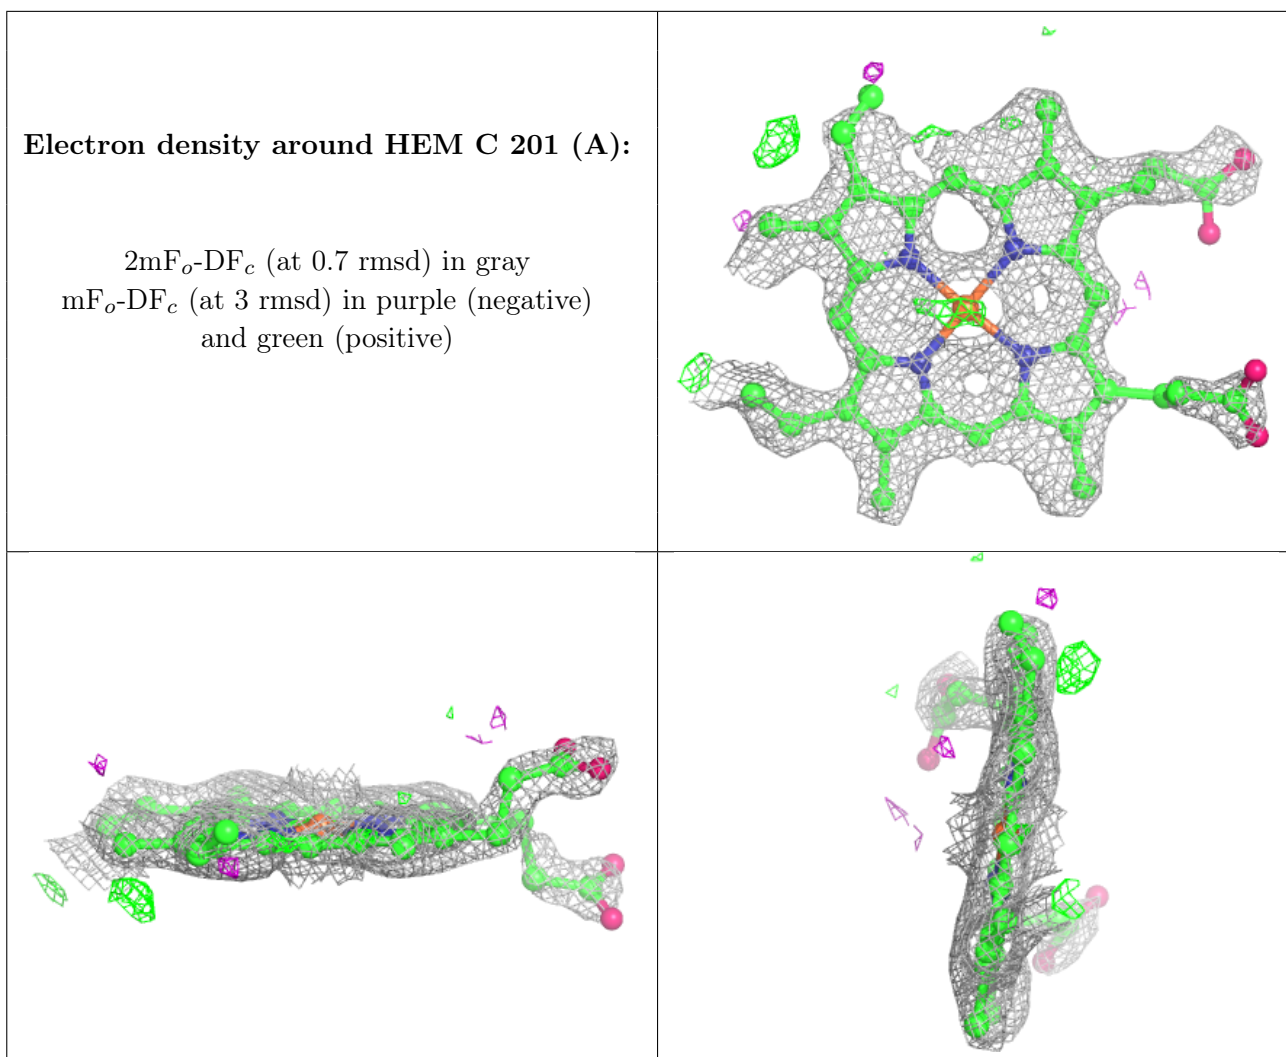 Electron density around HEM C 201 (A):
2mFo-DFc (at 0.7 rmsd) in gray
mFo-DFc (at 3 rmsd) in purple (negative)
and green (positive)